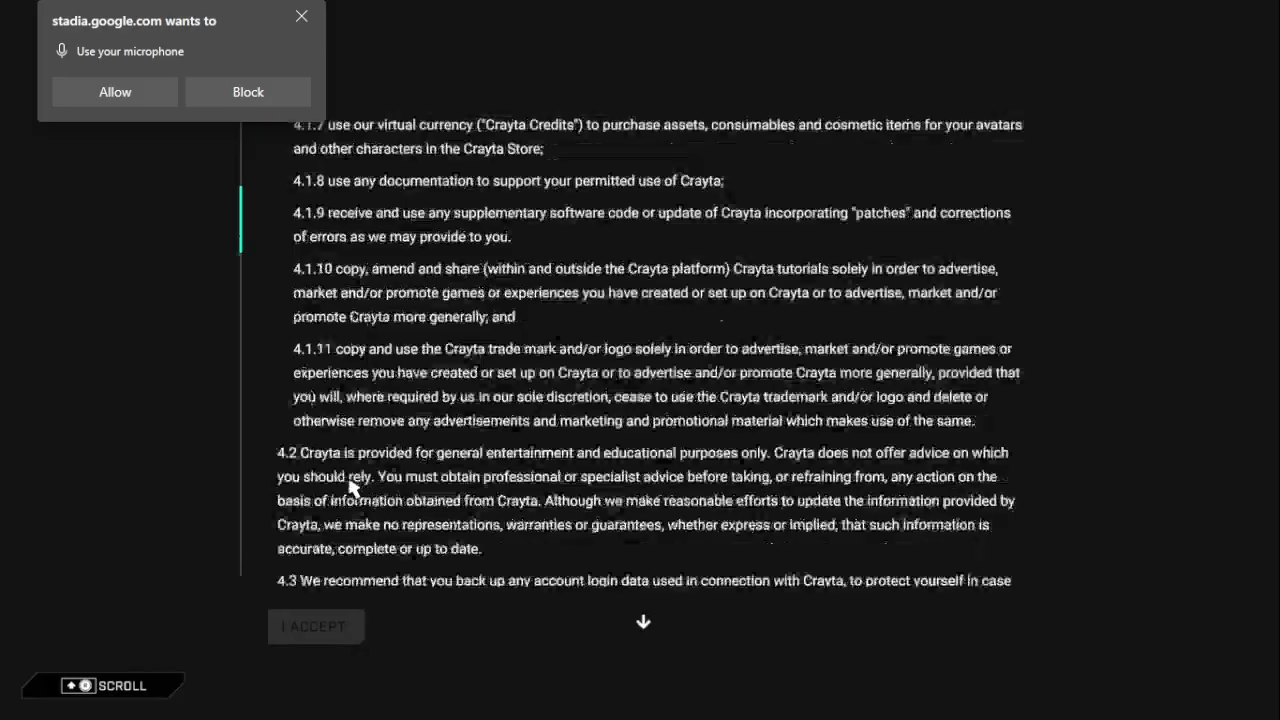 stadia.google.com wants to
Use your microphone
Allow
Block
4.1.7 use our virtual currency ("Crayta Credits") to purchase assets, consumables and cosmetic items for your avatars
and other characters in the Crayta Store;
4.1.8 use any documentation to support your permitted use of Crayta;
4.1.9 receive and use any supplementary software code or update of Crayta incorporating "patches" and corrections
of errors as we may provide to you.
4.1.10 copy, amend and share (within and outside the Crayta platform) Crayta tutorials solely in order to advertise,
market and/or promote games or experiences you have created or set up on Crayta or to advertise, market and/or
promote Crayta more generally; and
4.1.11 copy and use the Crayta trade mark and/or logo solely in order to advertise, market and/or promote games or
experiences you have created or set up on Crayta or to advertise and/or promote Crayta more generally, provided that
you will, where required by us in our sole discretion, cease to use the Crayta trademark and/or logo and delete or
otherwise remove any advertisements and marketing and promotional material which makes use of the same.
4.2 Crayta is provided for general entertainment and educational purposes only. Crayta does not offer advice on which
you should rely. You must obtain professional or specialist advice before taking, or refraining from, any action on the
basis of information obtained from Crayta. Although we make reasonable efforts to update the information provided by
Crayta, we make no representations, warranties or guarantees, whether express or implied, that such information is
accurate, complete or up to date.
4.3 We recommend that you back up any account login data used in connection with Crayta, to protect yourself in case
I ACCEPT
SCROLL